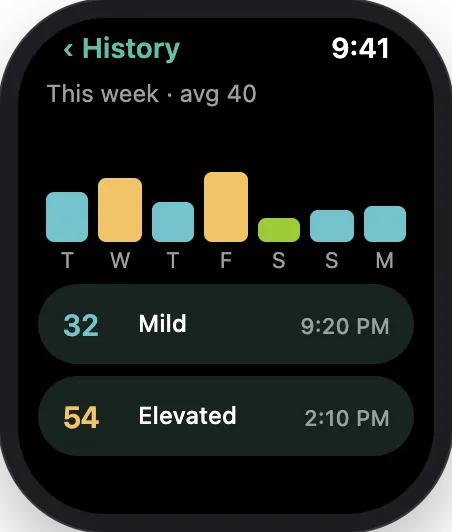 ‹ History 9:41
This week · avg 40
T W T F S S M
32 Mild 9:20 PM
54 Elevated 2:10 PM